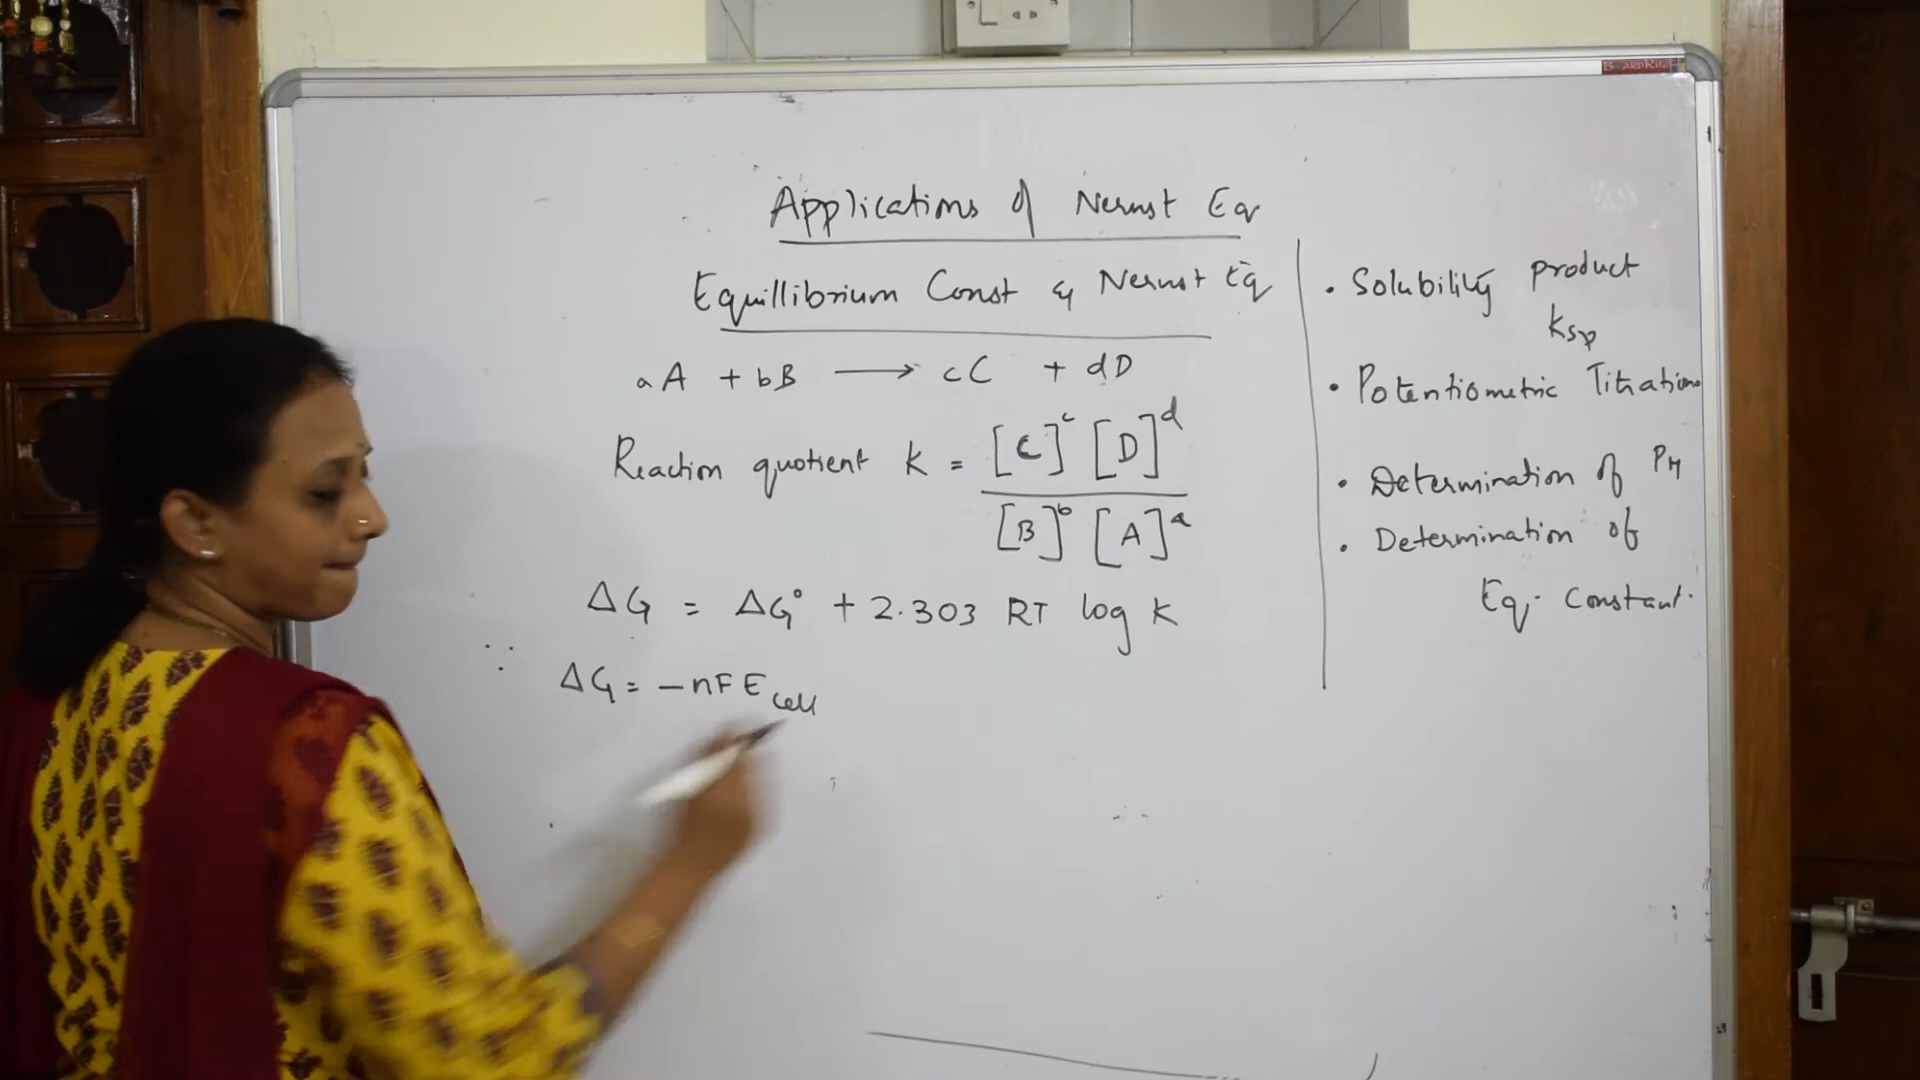 Applications of Nernst Eq
Equillibrium Const & Nernst Eq
aA + bB → cC + dD
Reaction quotient k = [C]ᶜ [D]ᵈ
[B]ᵇ [A]ᵃ
ΔG = ΔG° + 2.303 RT log K
∵ ΔG = −nFE cell
• Solubility product
Ksp
• Potentiometric Titrations
• Determination of PH
• Determination of
Eq. Constant.